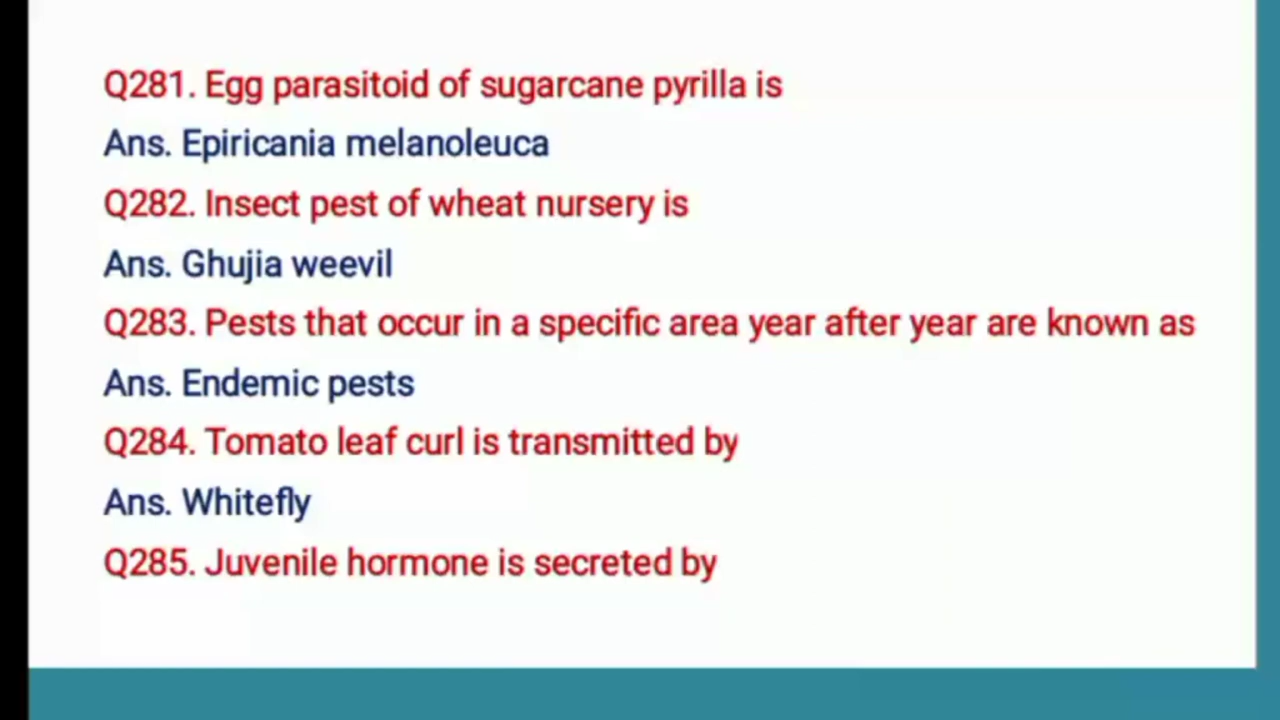 Q281. Egg parasitoid of sugarcane pyrilla is
Ans. Epiricania melanoleuca
Q282. Insect pest of wheat nursery is
Ans. Ghujia weevil
Q283. Pests that occur in a specific area year after year are known as
Ans. Endemic pests
Q284. Tomato leaf curl is transmitted by
Ans. Whitefly
Q285. Juvenile hormone is secreted by